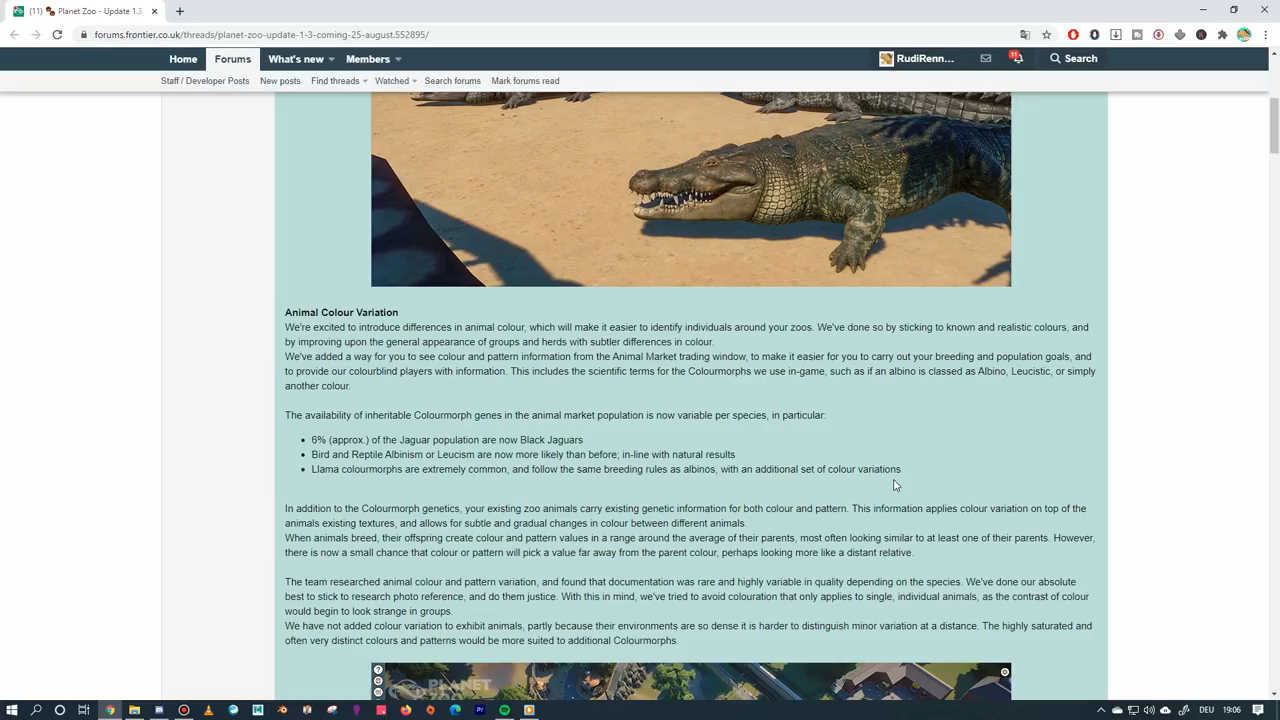 (11) Planet Zoo - Update 1.3
forums.frontier.co.uk/threads/planet-zoo-update-1-3-coming-25-august.552895/
Home Forums What's new Members RudiRenn... 11 Search
Staff / Developer Posts New posts Find threads Watched Search forums Mark forums read
Animal Colour Variation
We're excited to introduce differences in animal colour, which will make it easier to identify individuals around your zoos. We've done so by sticking to known and realistic colours, and
by improving upon the general appearance of groups and herds with subtler differences in colour.
We've added a way for you to see colour and pattern information from the Animal Market trading window, to make it easier for you to carry out your breeding and population goals, and
to provide our colourblind players with information. This includes the scientific terms for the Colourmorphs we use in-game, such as if an albino is classed as Albino, Leucistic, or simply
another colour.
The availability of inheritable Colourmorph genes in the animal market population is now variable per species, in particular:
• 6% (approx.) of the Jaguar population are now Black Jaguars
• Bird and Reptile Albinism or Leucism are now more likely than before; in-line with natural results
• Llama colourmorphs are extremely common, and follow the same breeding rules as albinos, with an additional set of colour variations
In addition to the Colourmorph genetics, your existing zoo animals carry existing genetic information for both colour and pattern. This information applies colour variation on top of the
animals existing textures, and allows for subtle and gradual changes in colour between different animals.
When animals breed, their offspring create colour and pattern values in a range around the average of their parents, most often looking similar to at least one of their parents. However,
there is now a small chance that colour or pattern will pick a value far away from the parent colour, perhaps looking more like a distant relative.
The team researched animal colour and pattern variation, and found that documentation was rare and highly variable in quality depending on the species. We've done our absolute
best to stick to research photo reference, and do them justice. With this in mind, we've tried to avoid colouration that only applies to single, individual animals, as the contrast of colour
would begin to look strange in groups.
We have not added colour variation to exhibit animals, partly because their environments are so dense it is harder to distinguish minor variation at a distance. The highly saturated and
often very distinct colours and patterns would be more suited to additional Colourmorphs.
PLANET
DEU 19:06